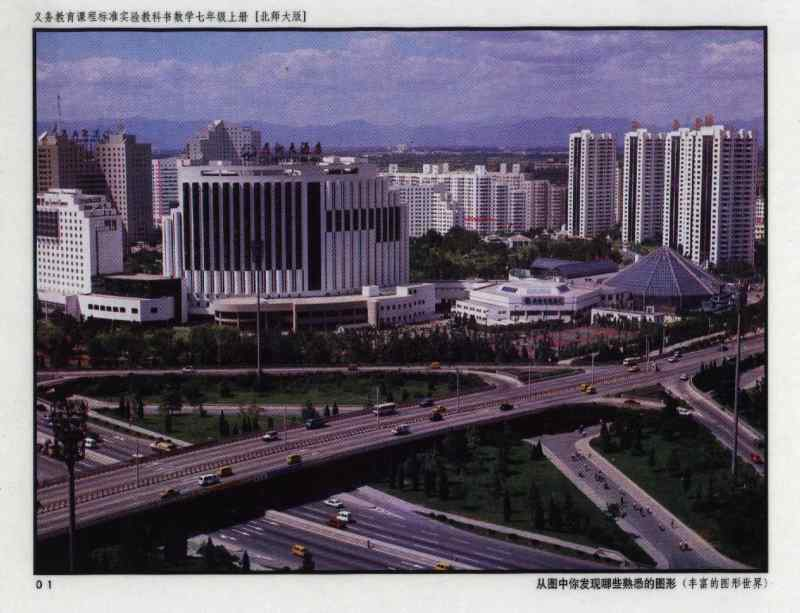 义务教育课程标准实验教科书数学七年级上册 [北师大版]
01
从图中你发现哪些熟悉的图形 (丰富的图形世界)